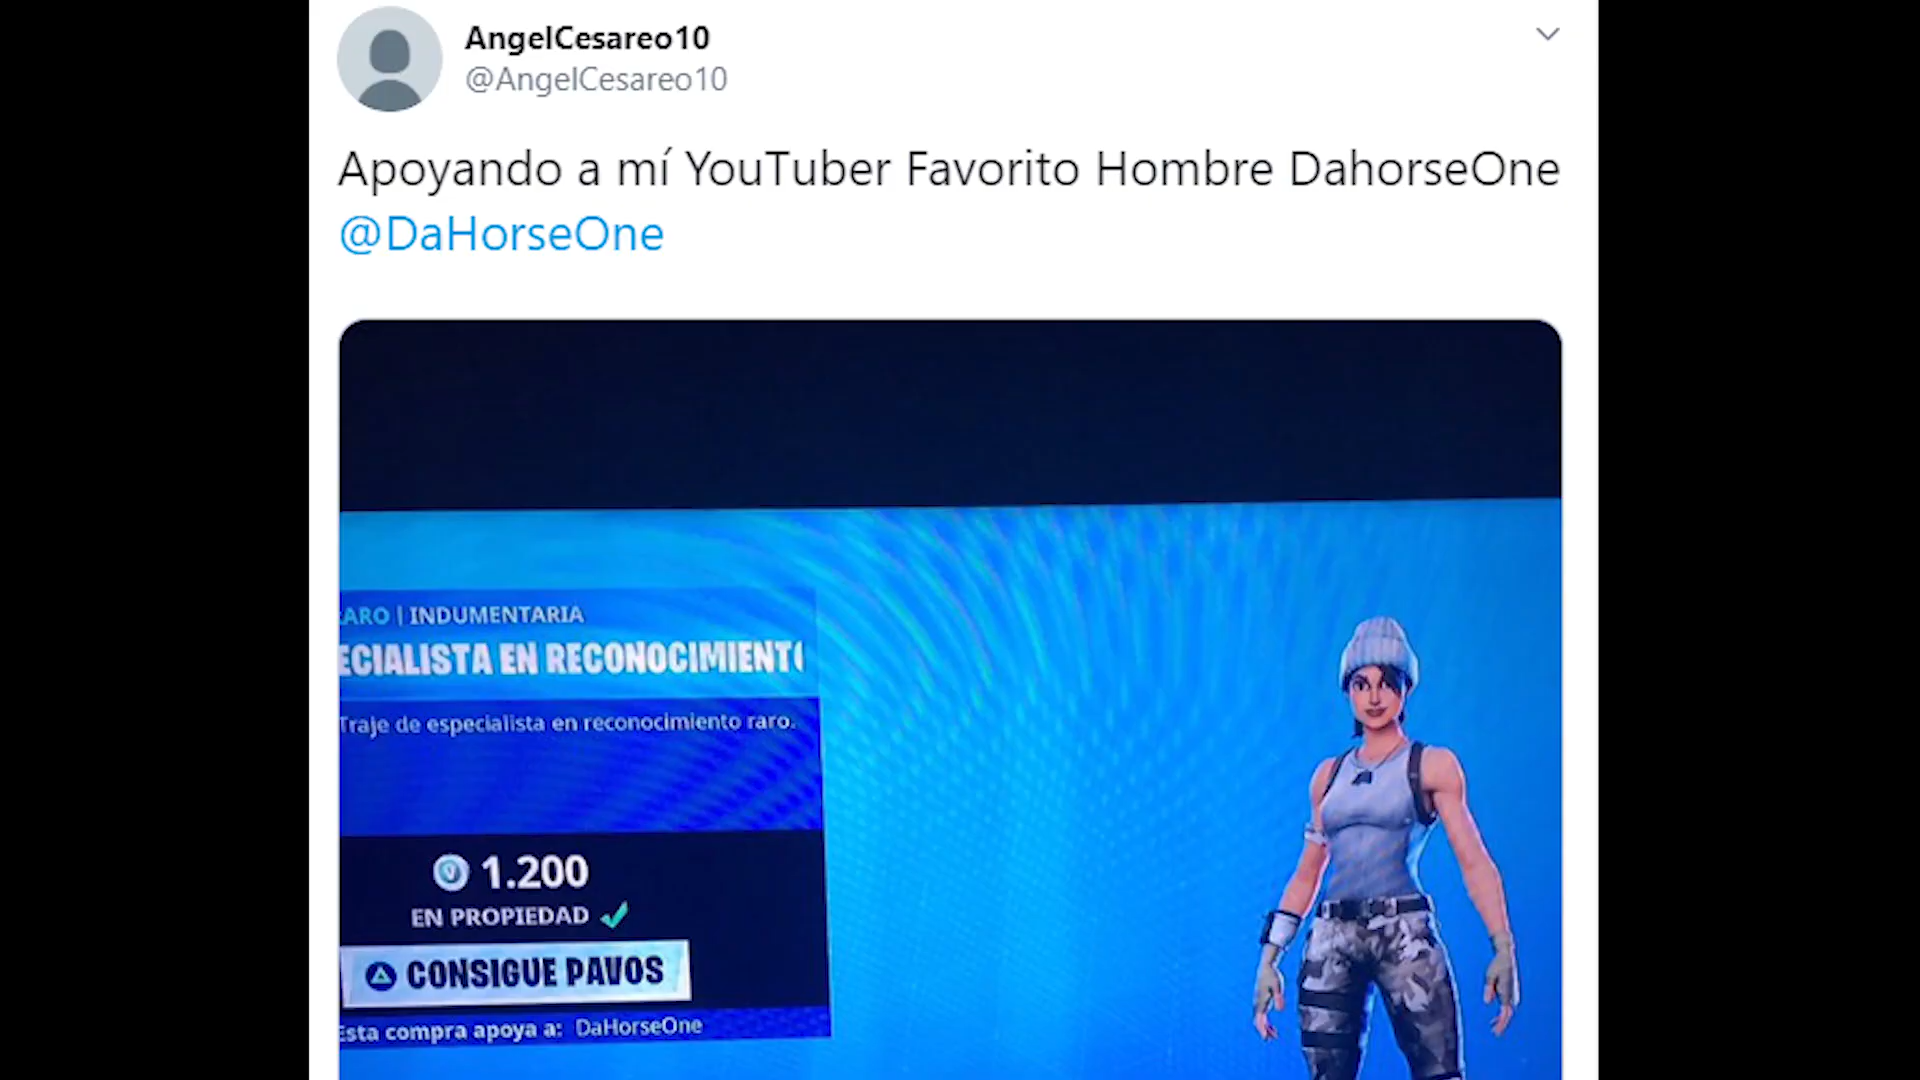 AngelCesareo10
@AngelCesareo10
Apoyando a mí YouTuber Favorito Hombre DahorseOne
@DaHorseOne
ARO | INDUMENTARIA
ECIALISTA EN RECONOCIMIENTO
Traje de especialista en reconocimiento raro.
1.200
EN PROPIEDAD
CONSIGUE PAVOS
Esta compra apoya a: DaHorseOne